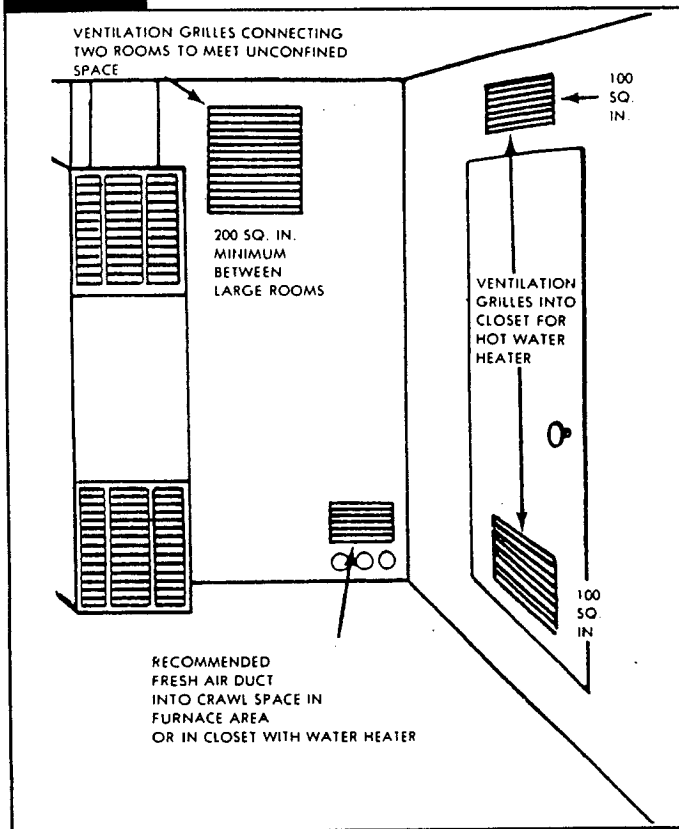 VENTILATION GRILLES CONNECTING
TWO ROOMS TO MEET UNCONFINED
SPACE
100
SQ.
IN.
200 SQ. IN.
MINIMUM
BETWEEN
LARGE ROOMS
VENTILATION
GRILLES INTO
CLOSET FOR
HOT WATER
HEATER
100
SQ.
IN
RECOMMENDED
FRESH AIR DUCT
INTO CRAWL SPACE IN
FURNACE AREA
OR IN CLOSET WITH WATER HEATER